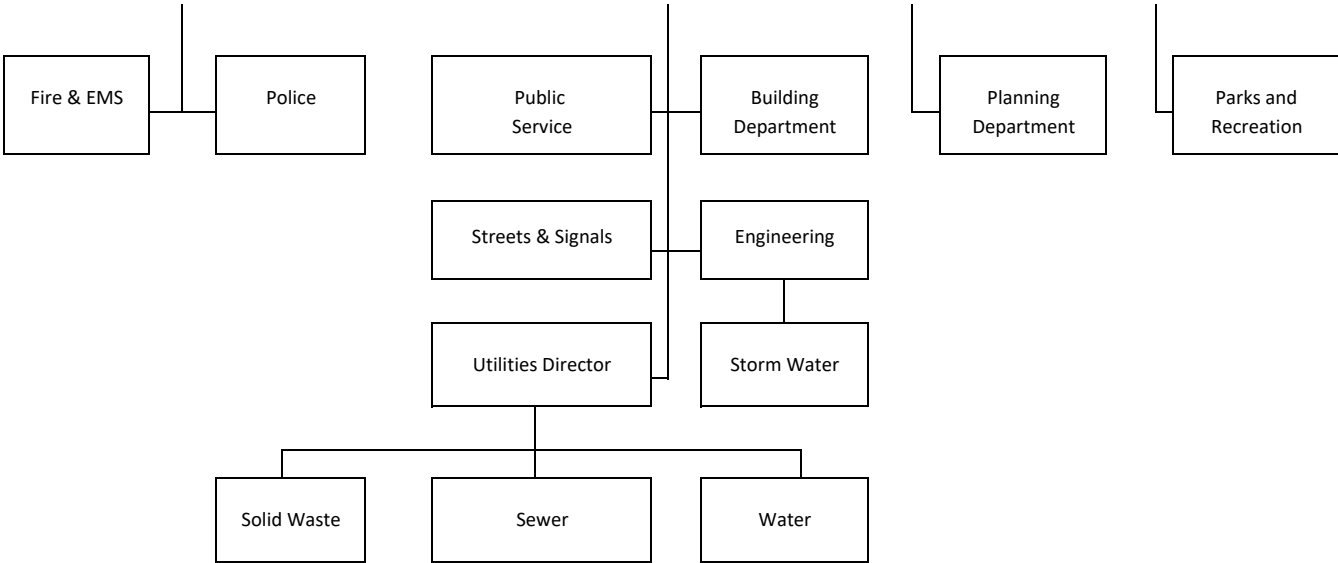 Fire & EMS
Police
Public
Service
Building
Department
Planning
Department
Parks and
Recreation
Streets & Signals
Engineering
Utilities Director
Storm Water
Solid Waste
Sewer
Water